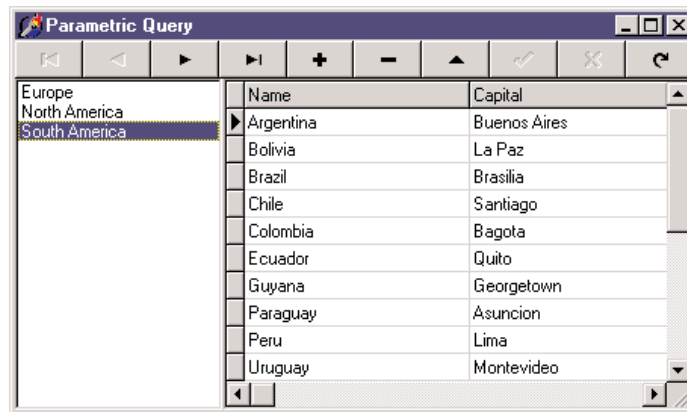 Parametric Query
Europe
North America
South America
Name Capital
Argentina Buenos Aires
Bolivia La Paz
Brazil Brasilia
Chile Santiago
Colombia Bagota
Ecuador Quito
Guyana Georgetown
Paraguay Asuncion
Peru Lima
Uruguay Montevideo